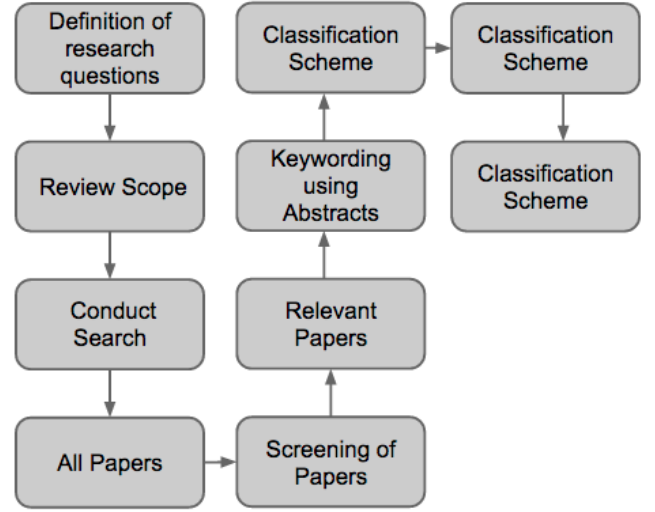 Definition of
research
questions
Review Scope
Conduct
Search
All Papers
Screening of
Papers
Relevant
Papers
Keywording
using
Abstracts
Classification
Scheme
Classification
Scheme
Classification
Scheme